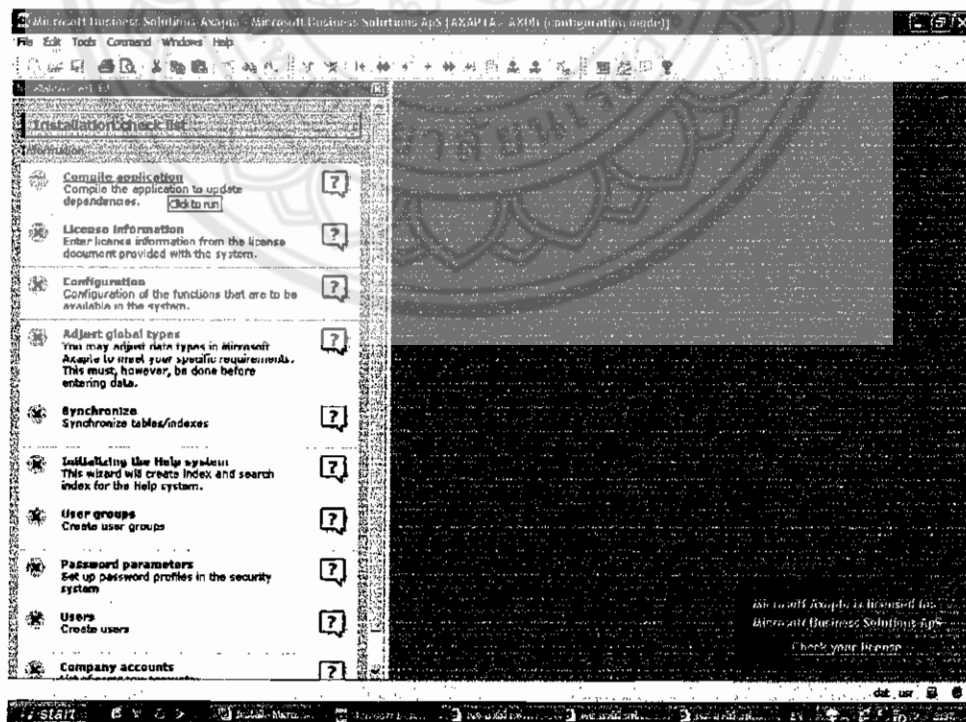 Microsoft Business Solutions-Axapta - Microsoft Business Solutions ApS [AXAPTA - AXDB (configuration mode)]
File Edit Tools Command Windows Help
Installation check list
Information
Compile application
Compile the application to update
dependencies.
Click to run
License information
Enter license information from the license
document provided with the system.
Configuration
Configuration of the functions that are to be
available in the system.
Adjust global types
You may adjust data types in Microsoft
Axapta to meet your specific requirements.
This must, however, be done before
entering data.
Synchronize
Synchronize tables/indexes
Initializing the Help system
This wizard will create index and search
index for the Help system.
User groups
Create user groups
Password parameters
Set up password profiles in the security
system
Users
Create users
Company accounts
List of company accounts
Microsoft Axapta is licensed for
Microsoft Business Solutions ApS
Check your license
dat usr
start